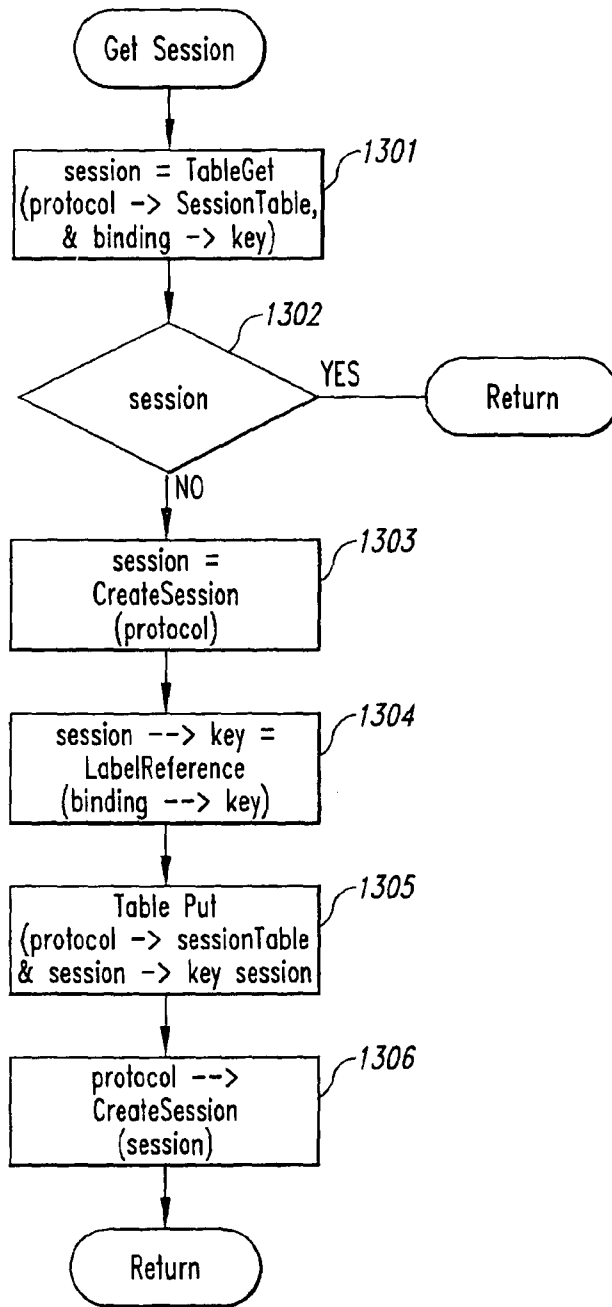 Get Session
1301
session = TableGet
(protocol -> SessionTable,
& binding -> key)
1302
session
YES
Return
NO
1303
session =
CreateSession
(protocol)
1304
session --> key =
LabelReference
(binding --> key)
1305
Table Put
(protocol -> sessionTable
& session -> key session
1306
protocol -->
CreateSession
(session)
Return